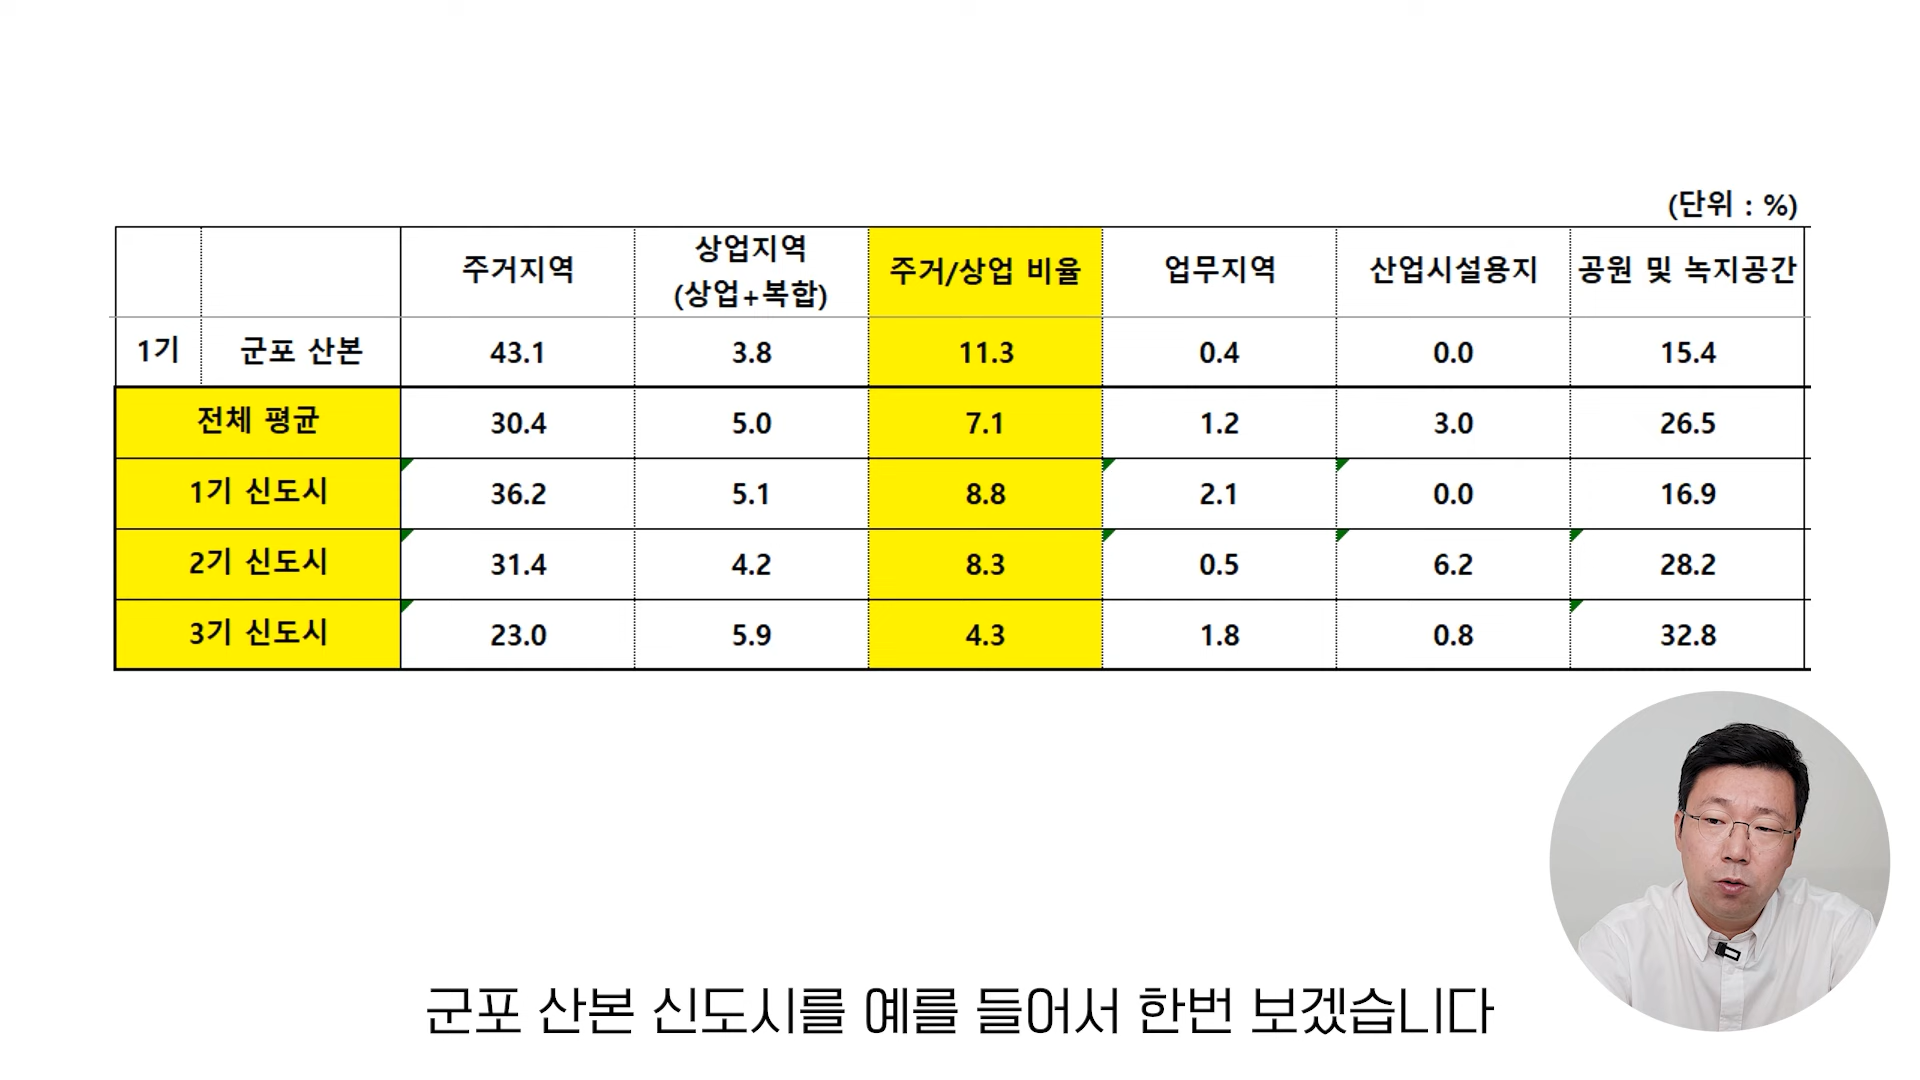 (단위 : %)
주거지역 상업지역 (상업+복합) 주거/상업 비율 업무지역 산업시설용지 공원 및 녹지공간
1기 군포 산본 43.1 3.8 11.3 0.4 0.0 15.4
전체 평균 30.4 5.0 7.1 1.2 3.0 26.5
1기 신도시 36.2 5.1 8.8 2.1 0.0 16.9
2기 신도시 31.4 4.2 8.3 0.5 6.2 28.2
3기 신도시 23.0 5.9 4.3 1.8 0.8 32.8
군포 산본 신도시를 예를 들어서 한번 보겠습니다